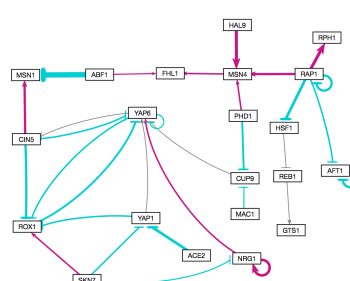 HAL9
RPH1
MSN1
ABF1
FHL1
MSN4
RAP1
YAP6
PHD1
HSF1
CIN5
CUP9
REB1
AFT1
ROX1
YAP1
MAC1
GTS1
ACE2
NRG1
SKN7